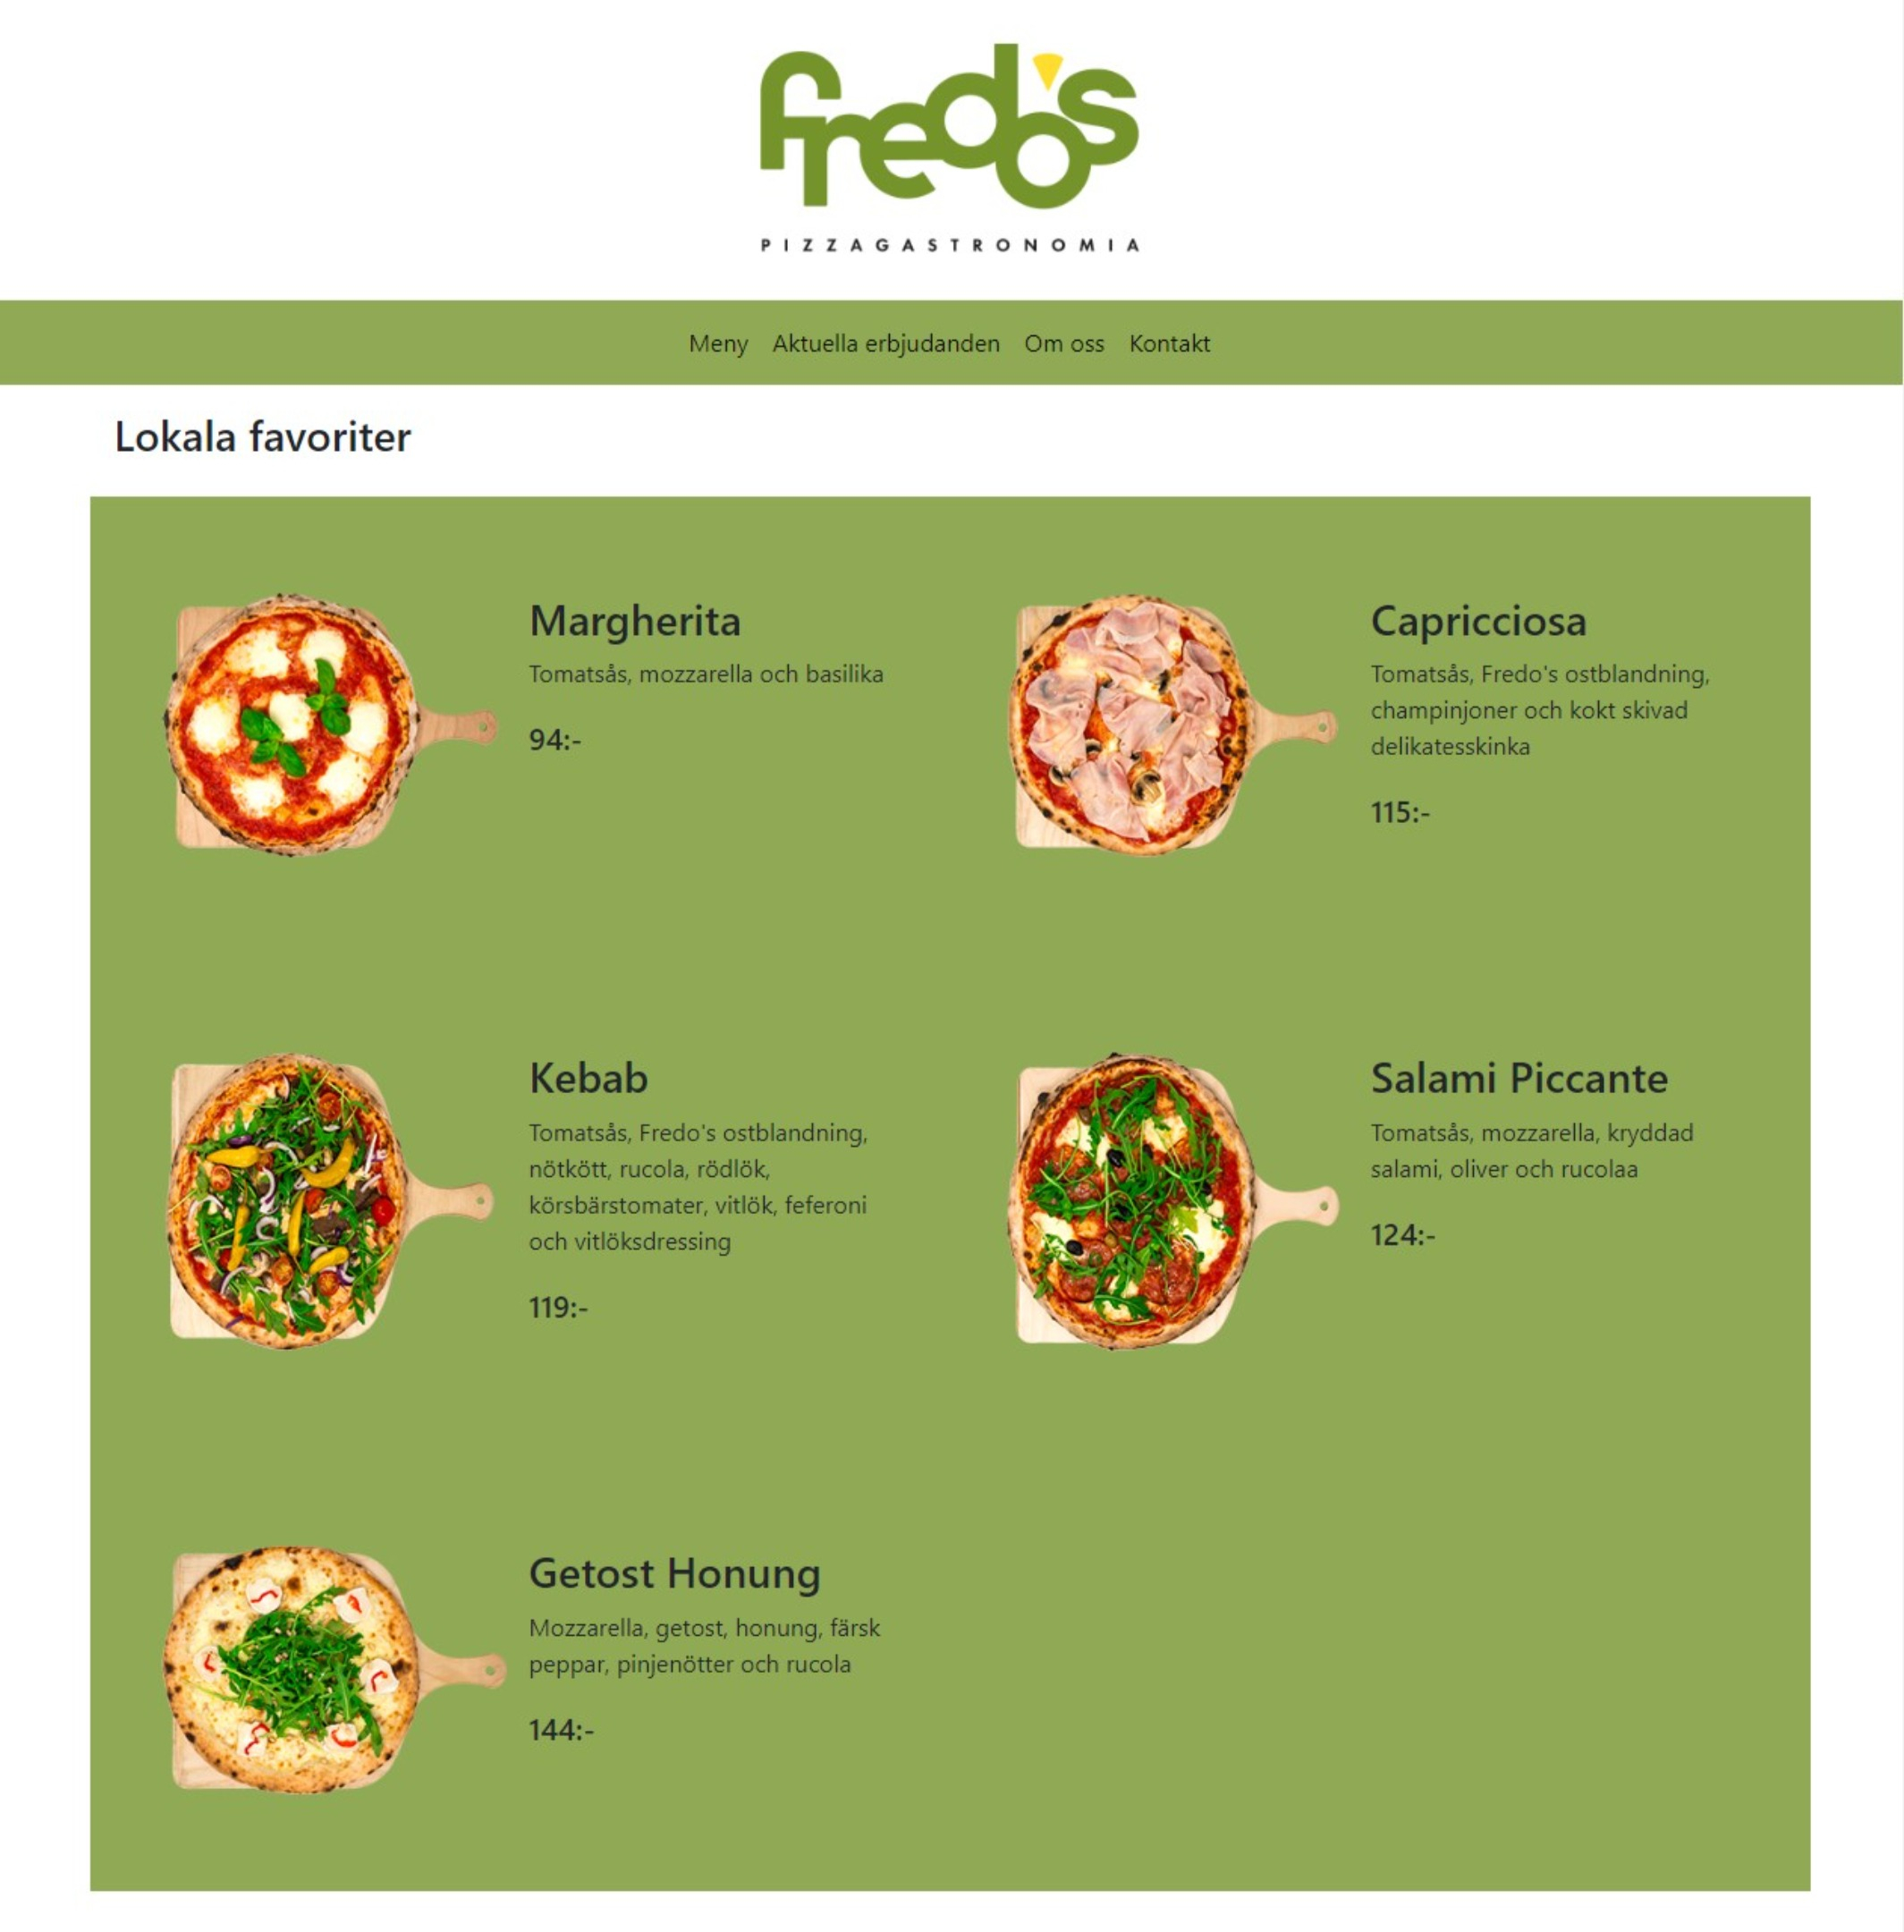 fredo's
PIZZAGASTRONOMIA
Meny Aktuella erbjudanden Om oss Kontakt
Lokala favoriter
Margherita
Tomatsås, mozzarella och basilika
94:-
Capricciosa
Tomatsås, Fredo's ostblandning,
champinjoner och kokt skivad
delikatesskinka
115:-
Kebab
Tomatsås, Fredo's ostblandning,
nötkött, rucola, rödlök,
körsbärstomater, vitlök, feferoni
och vitlöksdressing
119:-
Salami Piccante
Tomatsås, mozzarella, kryddad
salami, oliver och rucolaa
124:-
Getost Honung
Mozzarella, getost, honung, färsk
peppar, pinjenötter och rucola
144:-